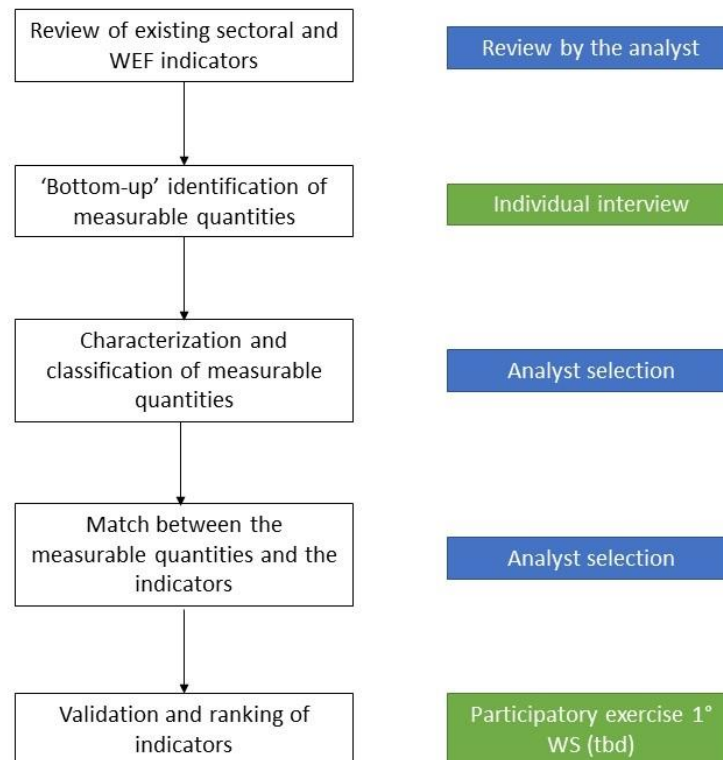 Review of existing sectoral and
WEF indicators
Review by the analyst
‘Bottom-up’ identification of
measurable quantities
Individual interview
Characterization and
classification of measurable
quantities
Analyst selection
Match between the
measurable quantities and the
indicators
Analyst selection
Validation and ranking of
indicators
Participatory exercise 1°
WS (tbd)